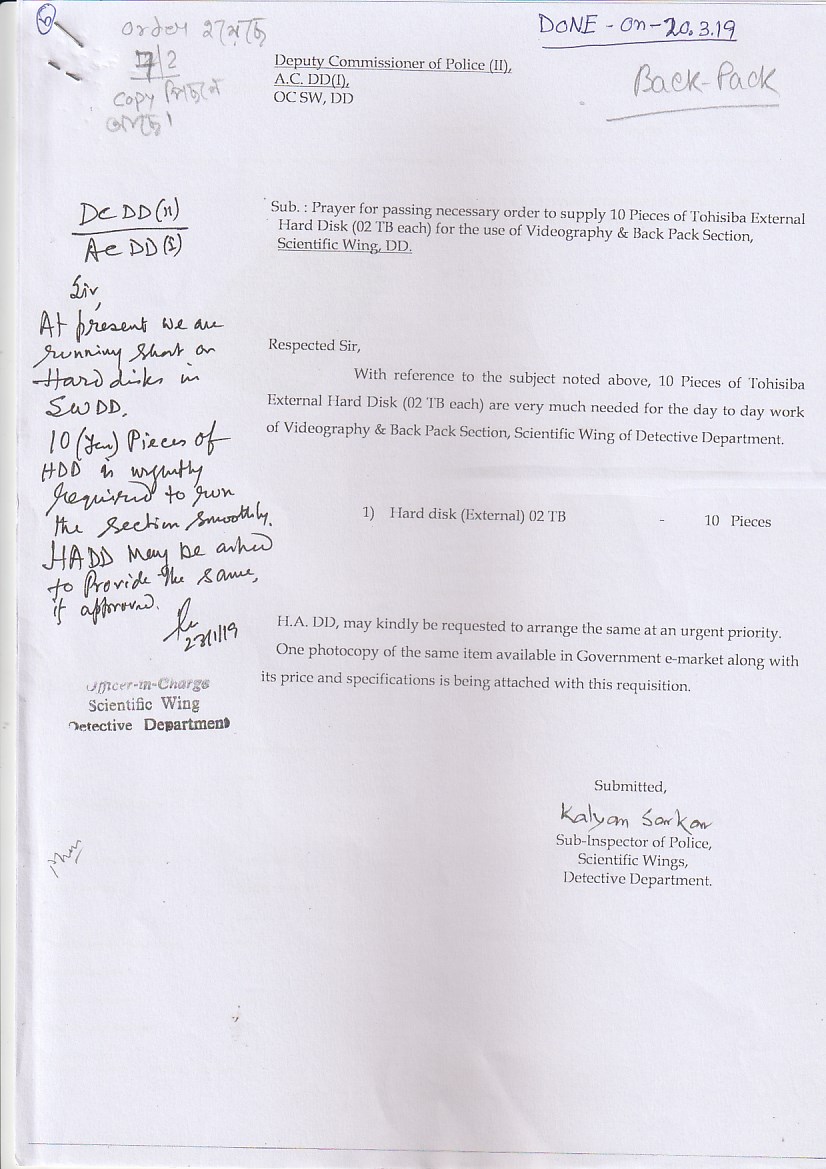 6
Order হয়েছে
7/2
copy পিছনে
আছে।
DONE - On - 20.3.19
Back-Pack
Deputy Commissioner of Police (II),
A.C. DD(I),
OC SW, DD
Sub. : Prayer for passing necessary order to supply 10 Pieces of Tohisiba External
Hard Disk (02 TB each) for the use of Videography & Back Pack Section,
Scientific Wing, DD.
DC DD (II)
AC DD (I)
Sir,
At present we are
running short on
Hard disks in
SWDD.
10 (Ten) Pieces of
HDD is urgently
required to run
the section smoothly.
HADD may be asked
to Provide the same,
if approved.
23/1/19
Officer-in-Charge
Scientific Wing
Detective Department
Respected Sir,
With reference to the subject noted above, 10 Pieces of Tohisiba
External Hard Disk (02 TB each) are very much needed for the day to day work
of Videography & Back Pack Section, Scientific Wing of Detective Department.
1) Hard disk (External) 02 TB - 10 Pieces
H.A. DD, may kindly be requested to arrange the same at an urgent priority.
One photocopy of the same item available in Government e-market along with
its price and specifications is being attached with this requisition.
Submitted,
Kalyan Sarkar
Sub-Inspector of Police,
Scientific Wings,
Detective Department.